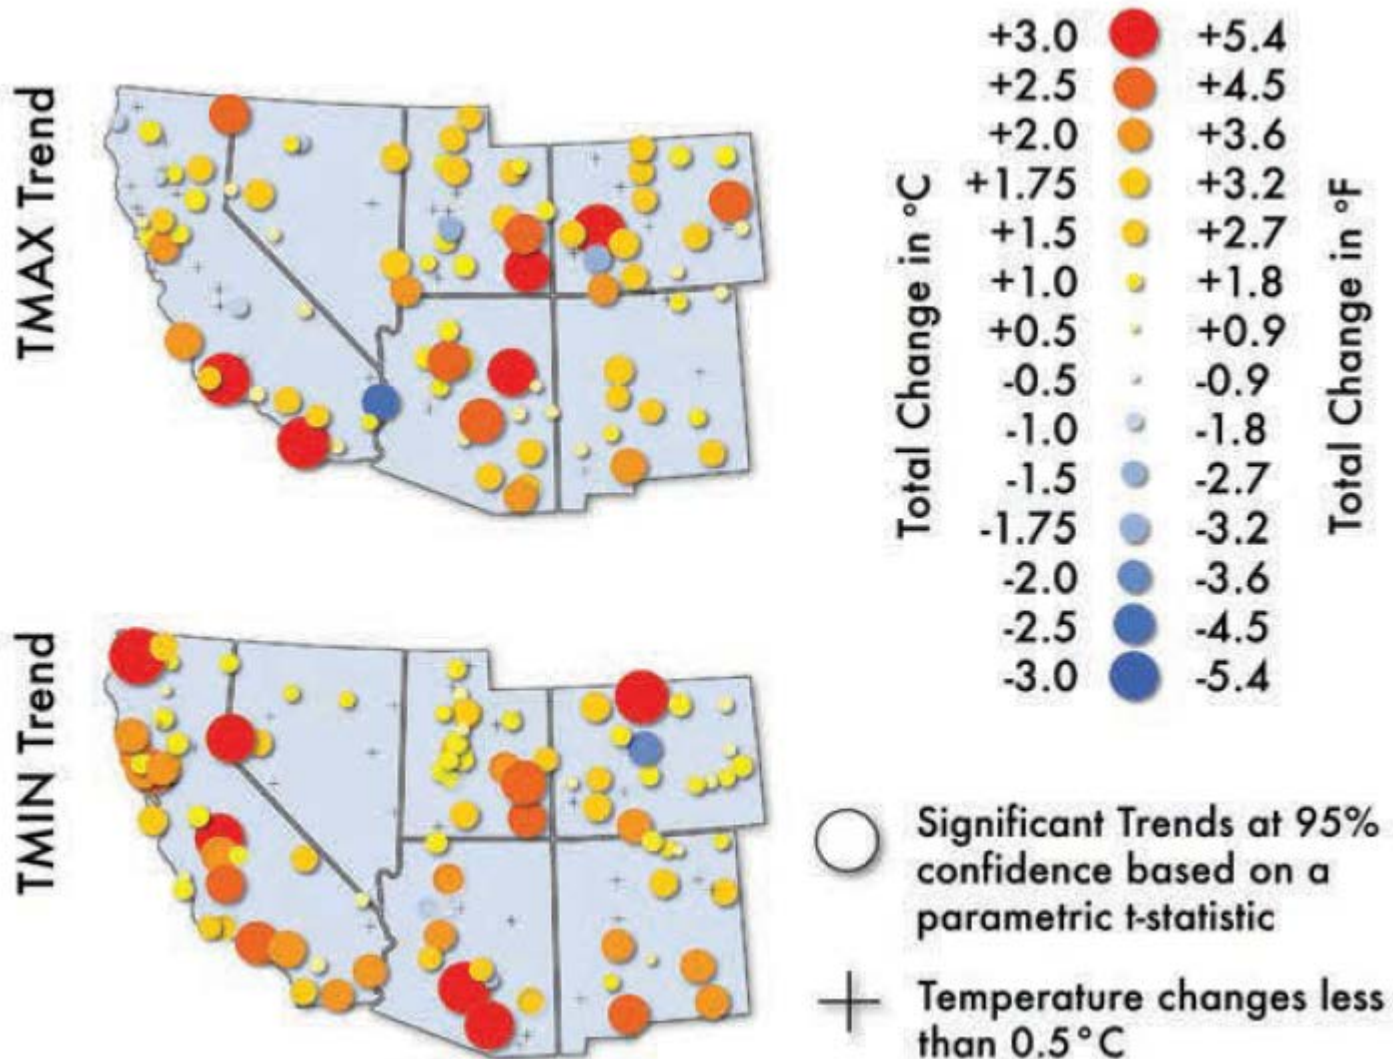 TMAX Trend
TMIN Trend
Total Change in °C
+3.0 +5.4
+2.5 +4.5
+2.0 +3.6
+1.75 +3.2
+1.5 +2.7
+1.0 +1.8
+0.5 +0.9
-0.5 -0.9
-1.0 -1.8
-1.5 -2.7
-1.75 -3.2
-2.0 -3.6
-2.5 -4.5
-3.0 -5.4
Total Change in °F
Significant Trends at 95%
confidence based on a
parametric t-statistic
Temperature changes less
than 0.5°C